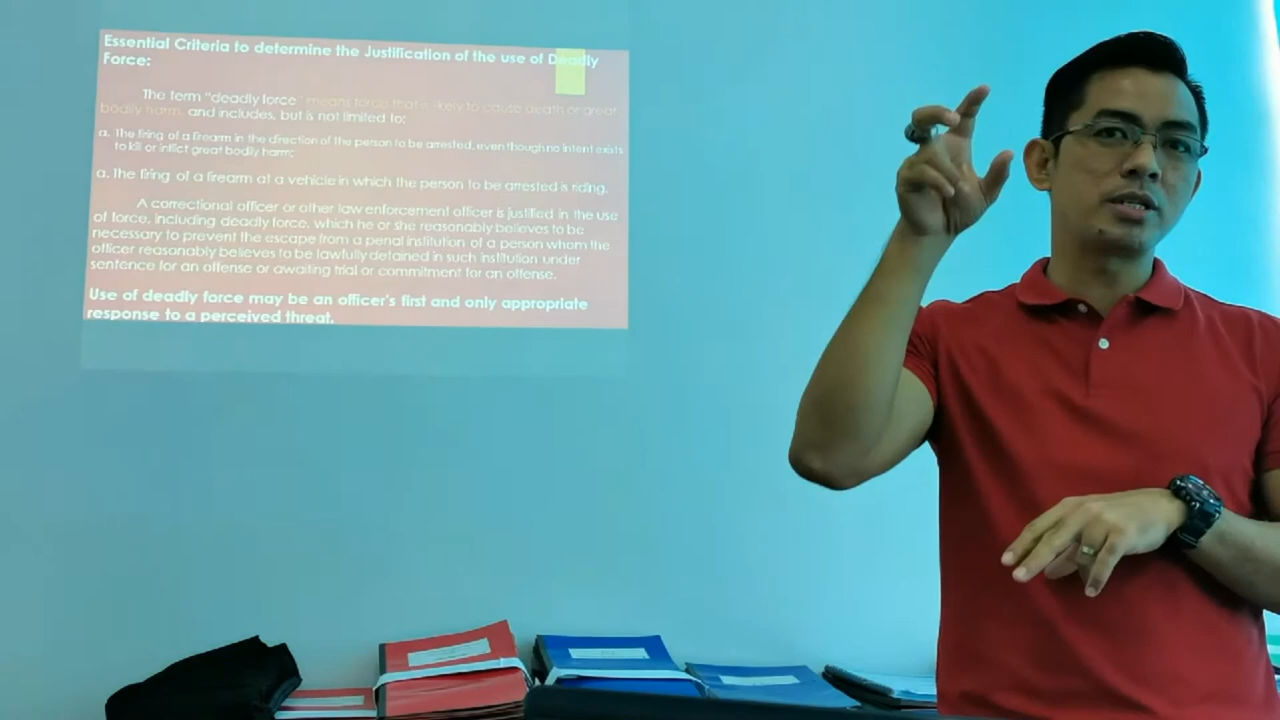 Essential Criteria to determine the Justification of the use of Deadly
Force:
The term "deadly force" means force that is likely to cause death or great
bodily harm, and includes, but is not limited to:
a. The firing of a firearm in the direction of the person to be arrested, even though no intent exists
to kill or inflict great bodily harm;
a. The firing of a firearm at a vehicle in which the person to be arrested is riding.
A correctional officer or other law enforcement officer is justified in the use
of force, including deadly force, which he or she reasonably believes to be
necessary to prevent the escape from a penal institution of a person whom the
officer reasonably believes to be lawfully detained in such institution under
sentence for an offense or awaiting trial or commitment for an offense.
Use of deadly force may be an officer's first and only appropriate
response to a perceived threat.